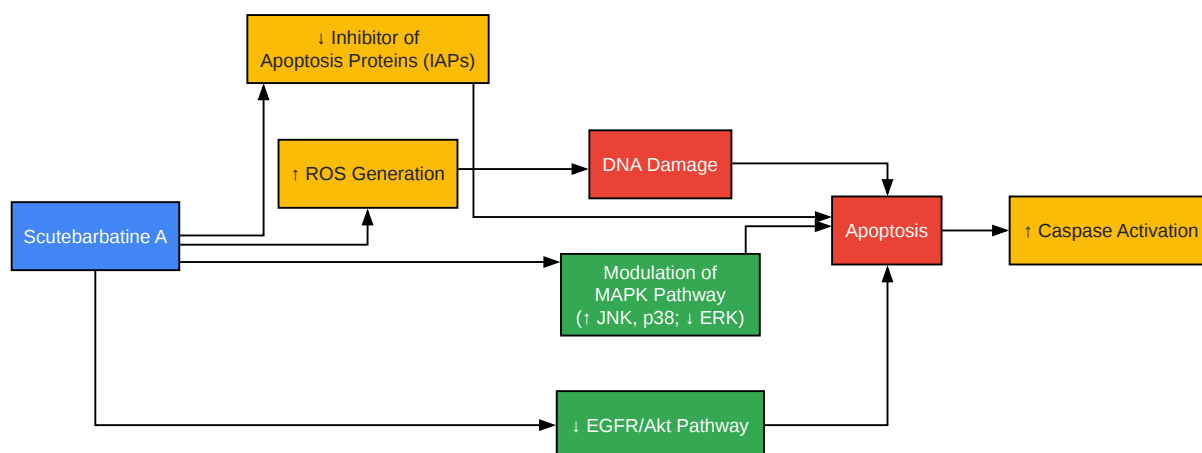 ↓ Inhibitor of
Apoptosis Proteins (IAPs)
↑ ROS Generation
DNA Damage
Scutebarbatine A
Apoptosis
↑ Caspase Activation
Modulation of
MAPK Pathway
(↑ JNK, p38; ↓ ERK)
↓ EGFR/Akt Pathway